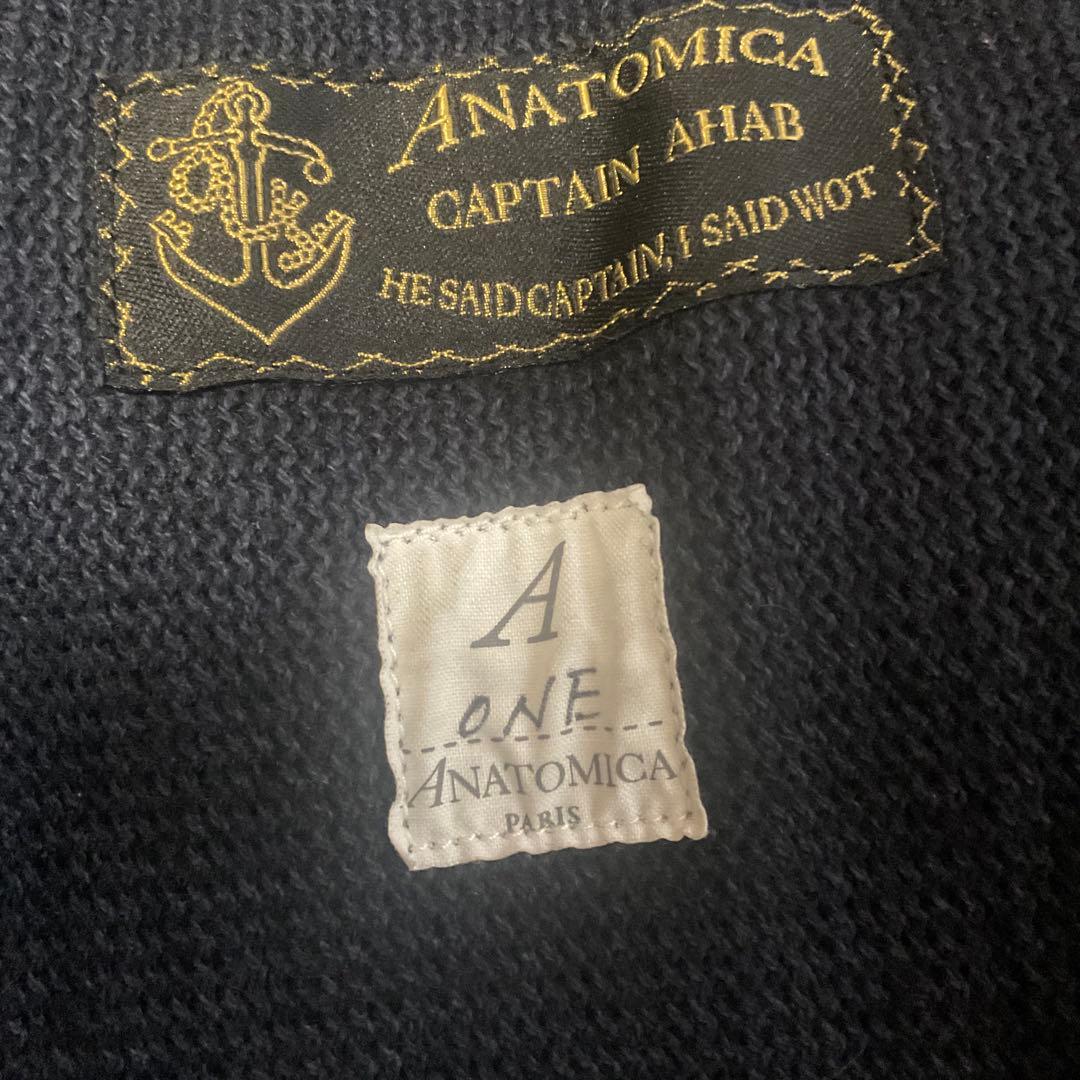 ANATOMICA
CAPTAIN AHAB
HE SAID CAPTAIN, I SAID WOT
A
ONE
ANATOMICA
PARIS